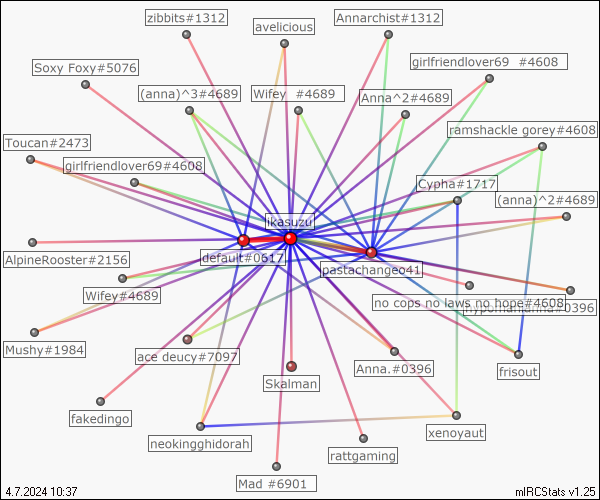 zibbits#1312
Annarchist#1312
avelicious
girlfriendlover69 #4608
Soxy Foxy#5076
(anna)^3#4689
Wifey #4689
Anna^2#4689
ramshackle gorey#4608
Toucan#2473
girlfriendlover69#4608
Cypha#1717
(anna)^2#4689
likasuzu
default#0617
AlpineRooster#2156
pastachangeo41
Wifey#4689
no cops no laws no hope#4608
#0396
Mushy#1984
ace deucy#7097
Anna.#0396
frisout
Skalman
fakedingo
neokingghidorah
xenoyaut
rattgaming
Mad #6901
4.7.2024 10:37
mIRCStats v1.25